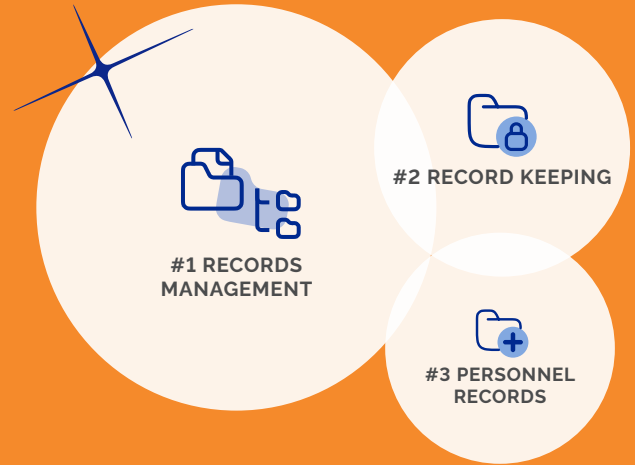 #1 RECORDS
MANAGEMENT
#2 RECORD KEEPING
#3 PERSONNEL
RECORDS